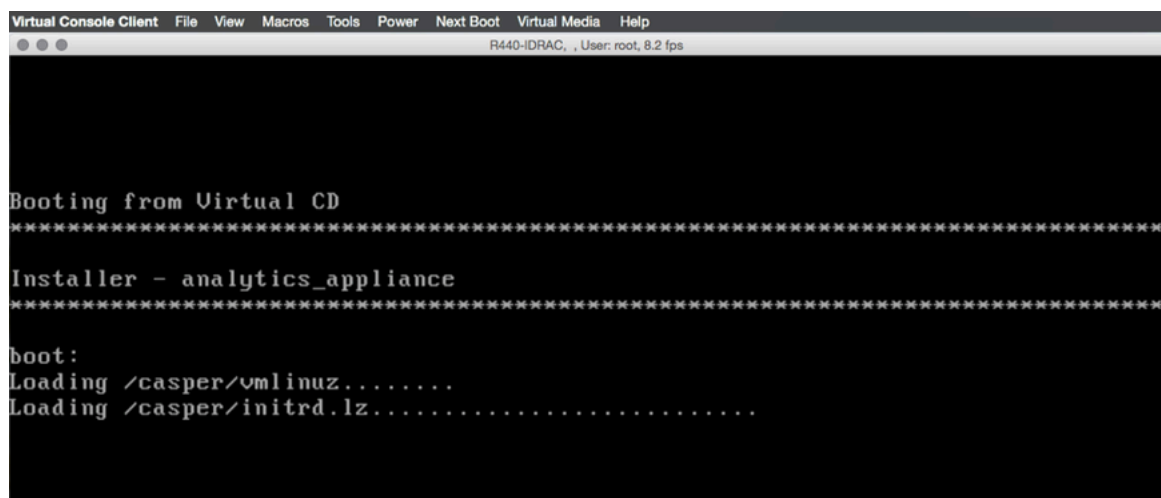 Virtual Console Client File View Macros Tools Power Next Boot Virtual Media Help
R440-IDRAC, , User: root, 8.2 fps
Booting from Virtual CD
********************************************************************************
Installer - analytics_appliance
********************************************************************************
boot:
Loading /casper/vmlinuz........
Loading /casper/initrd.lz...........................